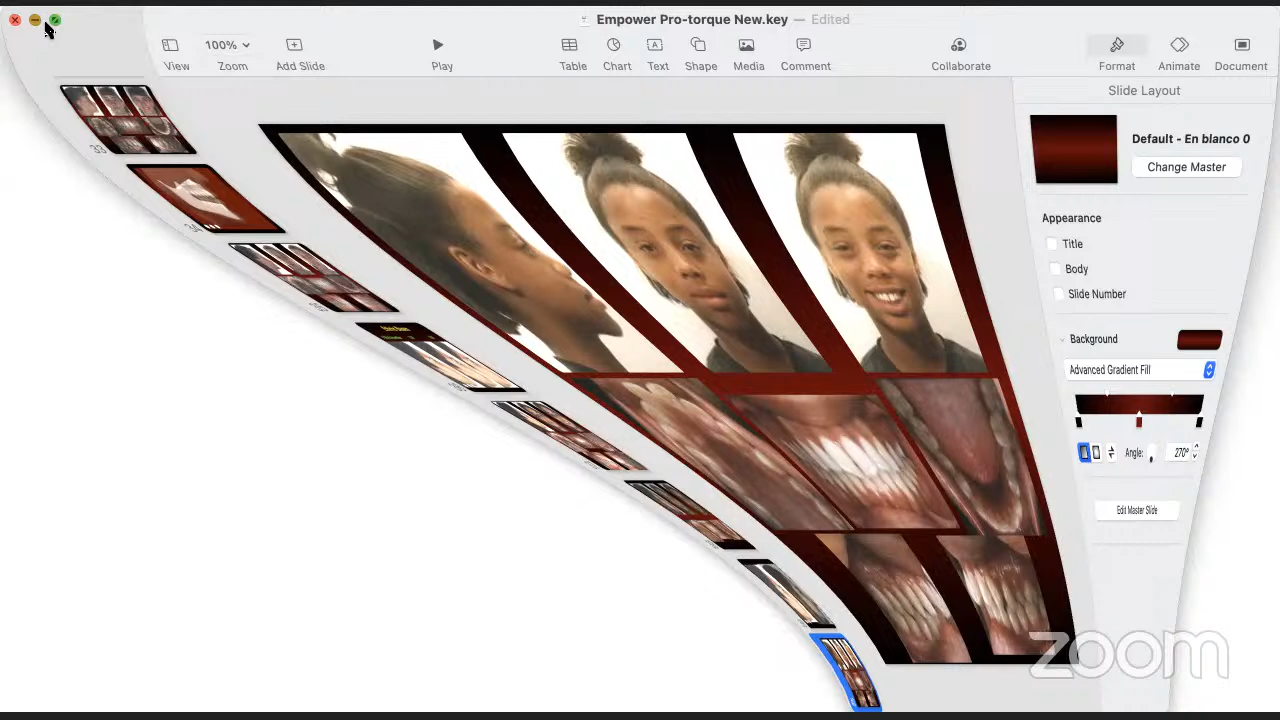 Empower Pro-torque New.key — Edited
100%
View
Zoom
Add Slide
Play
Table
Chart
Text
Shape
Media
Comment
Collaborate
Format
Animate
Document
Slide Layout
Default - En blanco 0
Change Master
Appearance
Title
Body
Slide Number
Background
Advanced Gradient Fill
Angle:
270°
Edit Master Slide
33
zoom